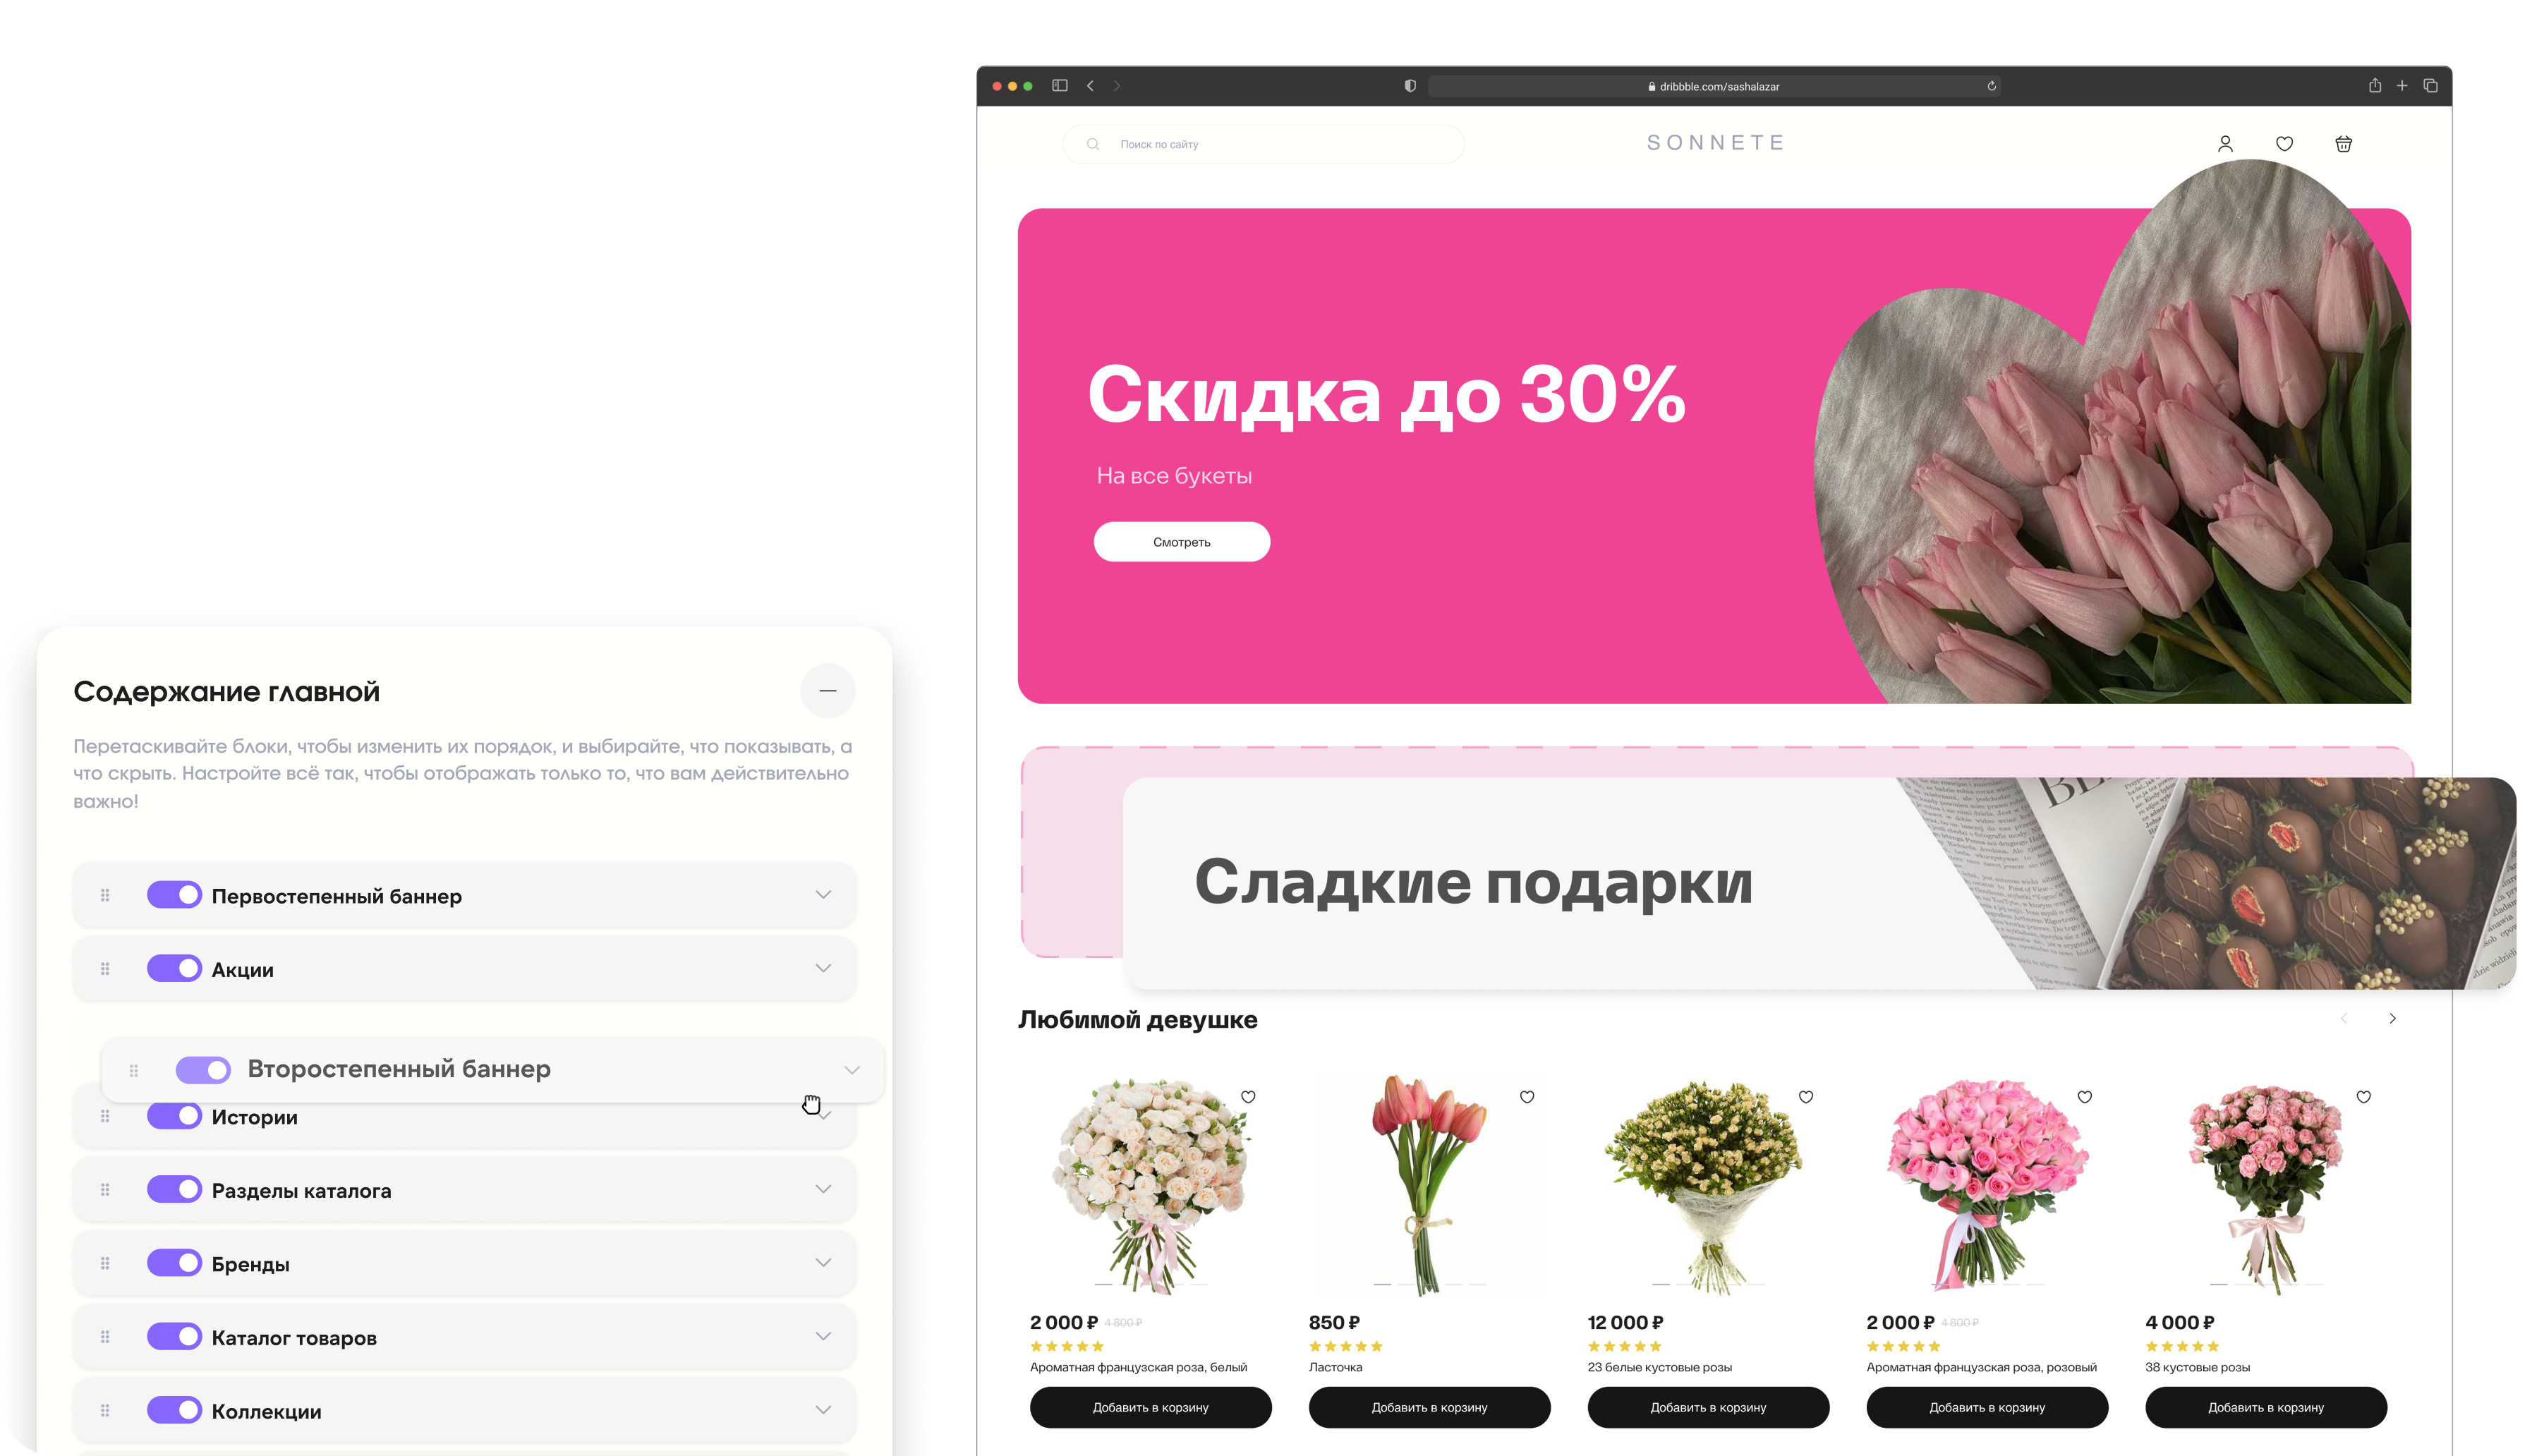 Содержание главной
Перетаскивайте блоки, чтобы изменить их порядок, и выбирайте, что показывать, а
что скрыть. Настройте всё так, чтобы отображать только то, что вам действительно
важно!
Первостепенный баннер
Акции
Второстепенный баннер
Истории
Разделы каталога
Бренды
Каталог товаров
Коллекции
dribbble.com/sashalazar
Поиск по сайту
SONNETE
Скидка до 30%
На все букеты
Смотреть
Сладкие подарки
Любимой девушке
2 000 ₽ 4 800 ₽
Ароматная французская роза, белый
Добавить в корзину
850 ₽
Ласточка
Добавить в корзину
12 000 ₽
23 белые кустовые розы
Добавить в корзину
2 000 ₽ 4 800 ₽
Ароматная французская роза, розовый
Добавить в корзину
4 000 ₽
38 кустовые розы
Добавить в корзину